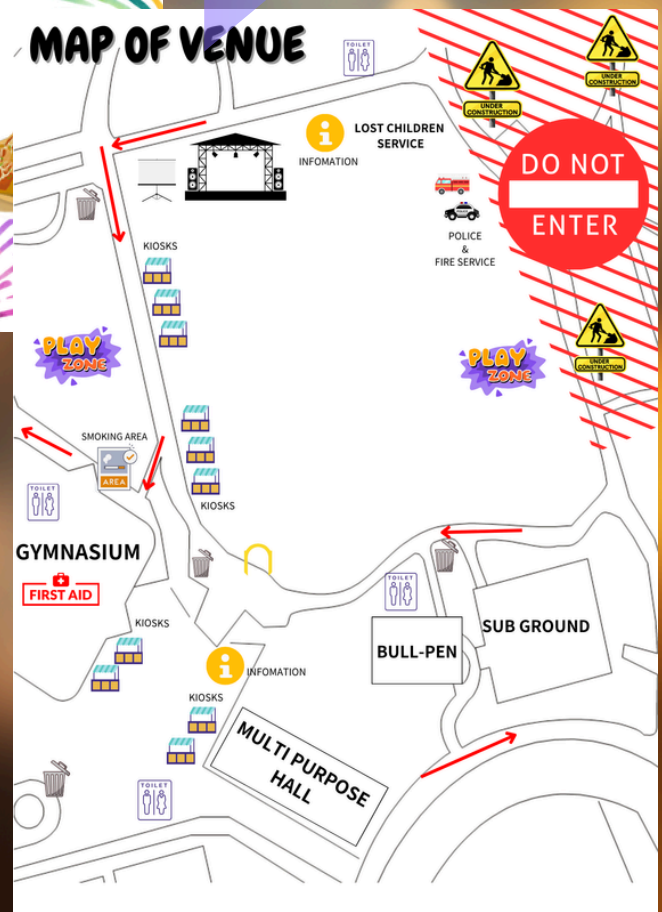 MAP OF VENUE
TOILET
UNDER
CONSTRUCTION
UNDER
CONSTRUCTION
LOST CHILDREN
SERVICE
INFOMATION
DO NOT
ENTER
POLICE
&
FIRE SERVICE
KIOSKS
UNDER
CONSTRUCTION
PLAY
ZONE
PLAY
ZONE
SMOKING AREA
AREA
TOILET
KIOSKS
GYMNASIUM
FIRST AID
TOILET
SUB GROUND
BULL-PEN
KIOSKS
INFOMATION
KIOSKS
MULTI PURPOSE
HALL
TOILET